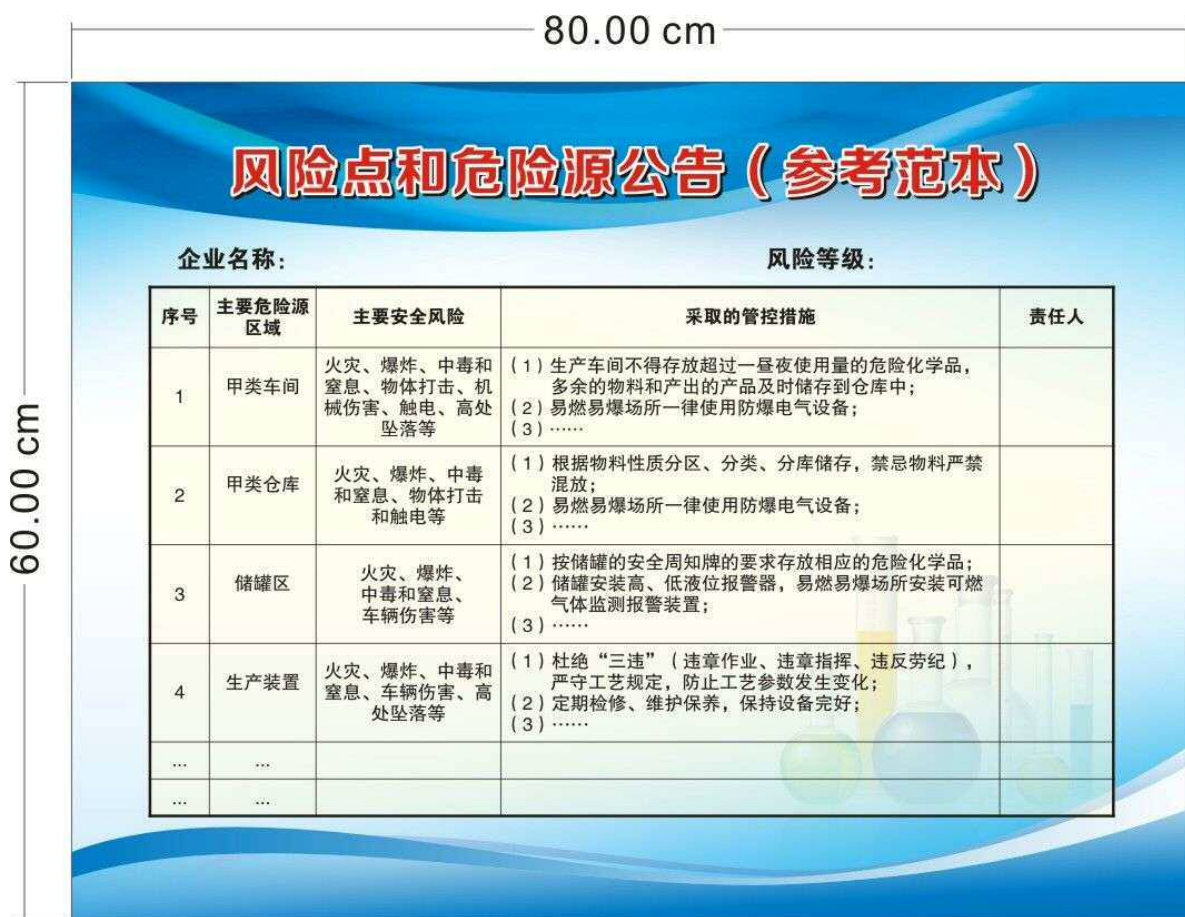 80.00 cm
60.00 cm
风险点和危险源公告（参考范本）
企业名称：
风险等级：
序号
主要危险源
区域
主要安全风险
采取的管控措施
责任人
1
甲类车间
火灾、爆炸、中毒和
窒息、物体打击、机
械伤害、触电、高处
坠落等
（1）生产车间不得存放超过一昼夜使用量的危险化学品，
多余的物料和产出的产品及时储存到仓库中；
（2）易燃易爆场所一律使用防爆电气设备；
（3）……
2
甲类仓库
火灾、爆炸、中毒
和窒息、物体打击
和触电等
（1）根据物料性质分区、分类、分库储存，禁忌物料严禁
混放；
（2）易燃易爆场所一律使用防爆电气设备；
（3）……
3
储罐区
火灾、爆炸、
中毒和窒息、
车辆伤害等
（1）按储罐的安全周知牌的要求存放相应的危险化学品；
（2）储罐安装高、低液位报警器，易燃易爆场所安装可燃
气体监测报警装置；
（3）……
4
生产装置
火灾、爆炸、中毒和
窒息、车辆伤害、高
处坠落等
（1）杜绝“三违”（违章作业、违章指挥、违反劳纪），
严守工艺规定，防止工艺参数发生变化；
（2）定期检修、维护保养，保持设备完好；
（3）……
... ...
... ...